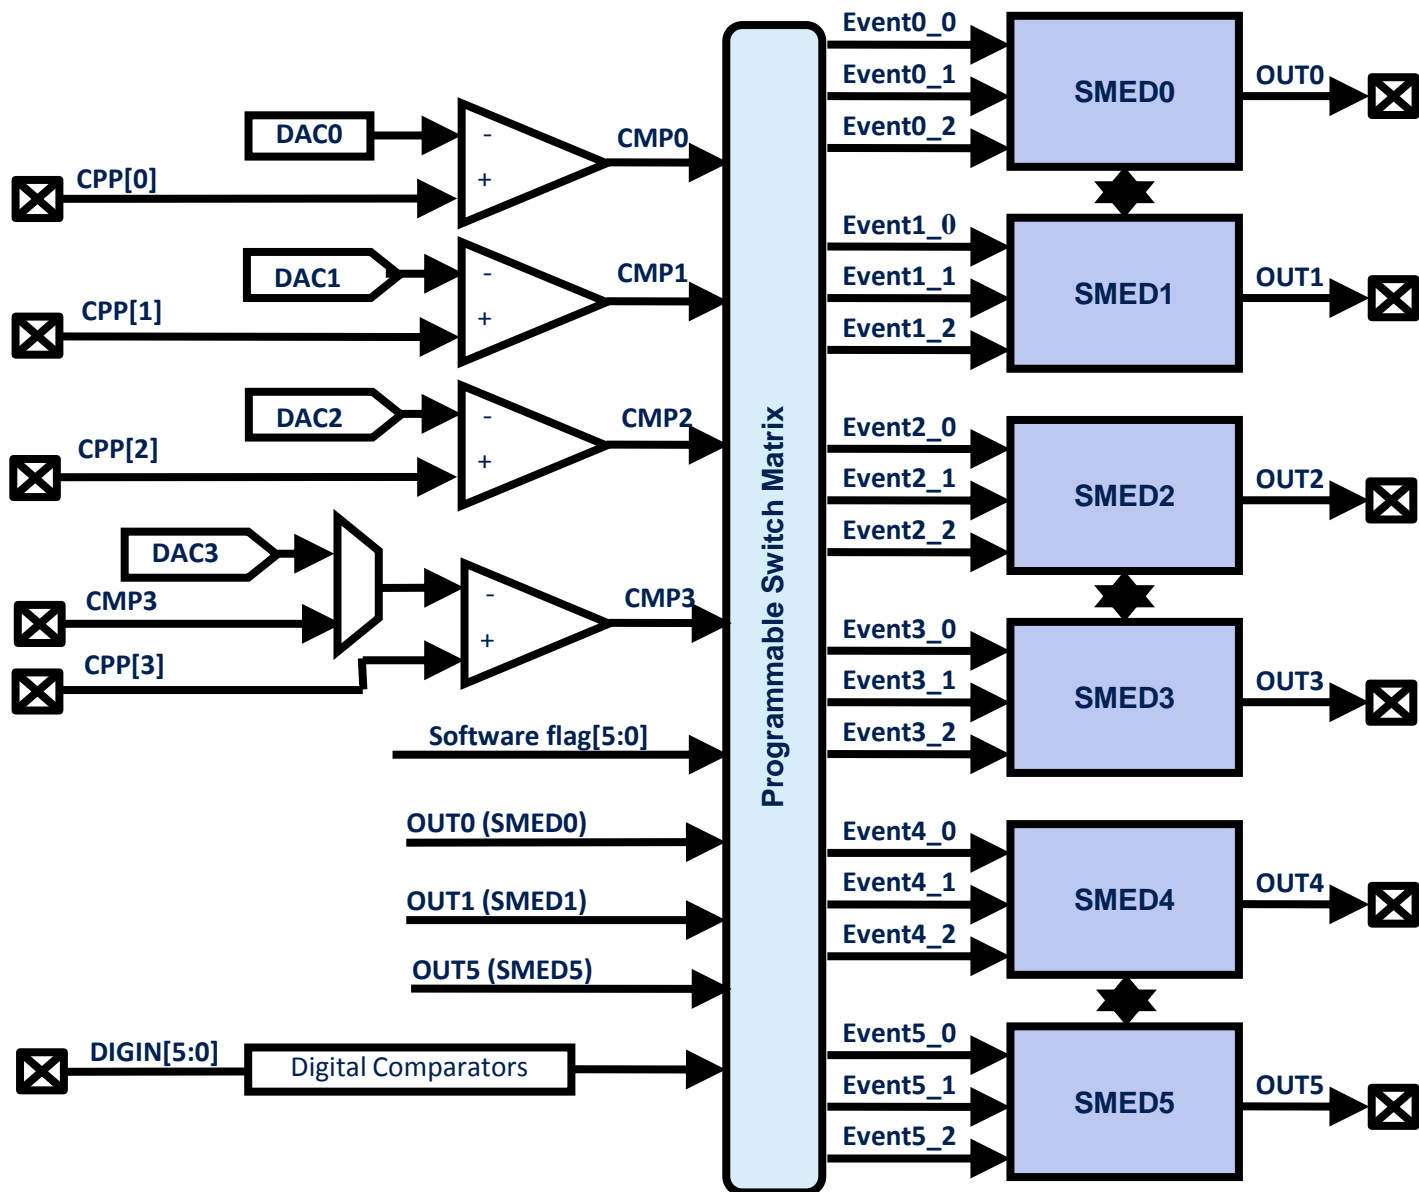 DAC0
CPP[0]
-
+
CMP0
DAC1
CPP[1]
-
+
CMP1
DAC2
CPP[2]
-
+
CMP2
DAC3
CMP3
CPP[3]
-
+
CMP3
Software flag[5:0]
OUT0 (SMED0)
OUT1 (SMED1)
OUT5 (SMED5)
DIGIN[5:0]
Digital Comparators
Programmable Switch Matrix
Event0_0
Event0_1
Event0_2
SMED0
OUT0
Event1_0
Event1_1
Event1_2
SMED1
OUT1
Event2_0
Event2_1
Event2_2
SMED2
OUT2
Event3_0
Event3_1
Event3_2
SMED3
OUT3
Event4_0
Event4_1
Event4_2
SMED4
OUT4
Event5_0
Event5_1
Event5_2
SMED5
OUT5